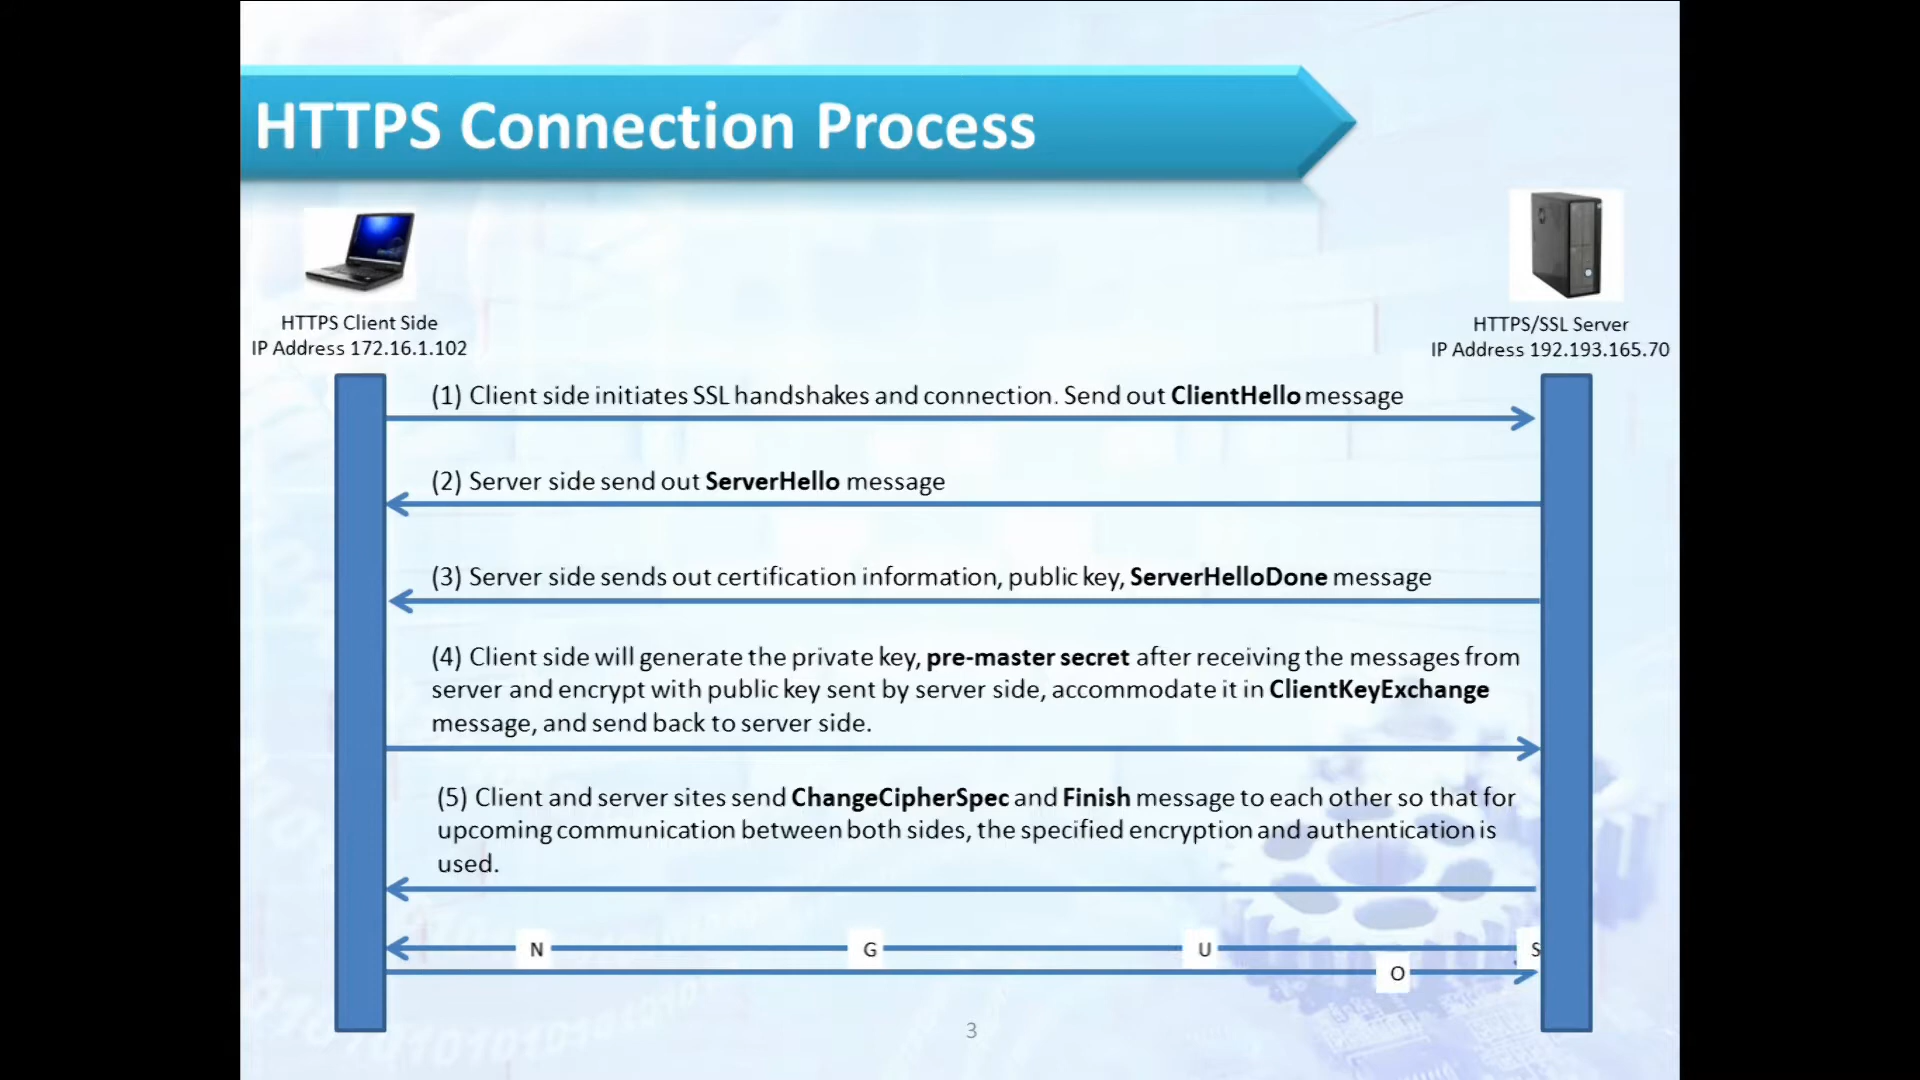 HTTPS Connection Process
HTTPS Client Side
IP Address 172.16.1.102
HTTPS/SSL Server
IP Address 192.193.165.70
(1) Client side initiates SSL handshakes and connection. Send out ClientHello message
(2) Server side send out ServerHello message
(3) Server side sends out certification information, public key, ServerHelloDone message
(4) Client side will generate the private key, pre-master secret after receiving the messages from
server and encrypt with public key sent by server side, accommodate it in ClientKeyExchange
message, and send back to server side.
(5) Client and server sites send ChangeCipherSpec and Finish message to each other so that for
upcoming communication between both sides, the specified encryption and authentication is
used.
N G U S
O
3